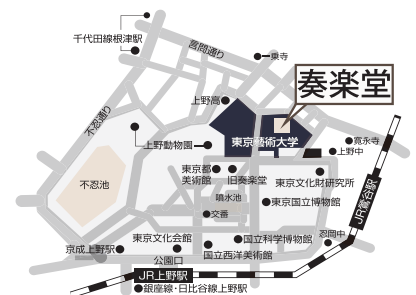 千代田線根津駅
言問通り
一乗寺
奏楽堂
不忍通り
上野高
上野動物園
東京藝術大学
寛永寺
上野中
東京都
美術館
旧奏楽堂
東京文化財研究所
不忍池
噴水池
交番
東京国立博物館
JR鶯谷駅
忍岡中
東京文化会館
国立科学博物館
京成上野駅
公園口
国立西洋美術館
JR上野駅
銀座線・日比谷線上野駅